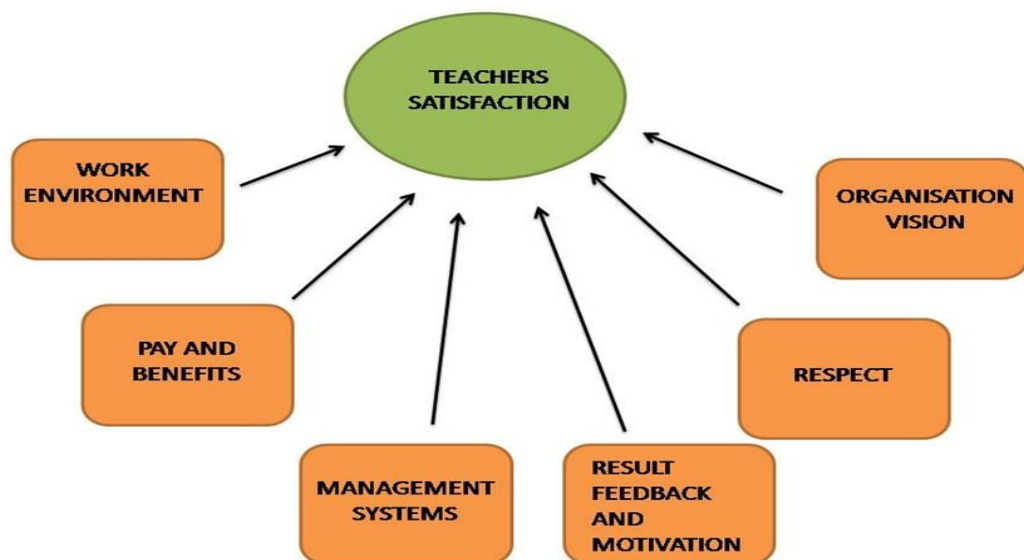 TEACHERS
SATISFACTION
WORK
ENVIRONMENT
ORGANISATION
VISION
PAY AND
BENEFITS
RESPECT
MANAGEMENT
SYSTEMS
RESULT
FEEDBACK
AND
MOTIVATION